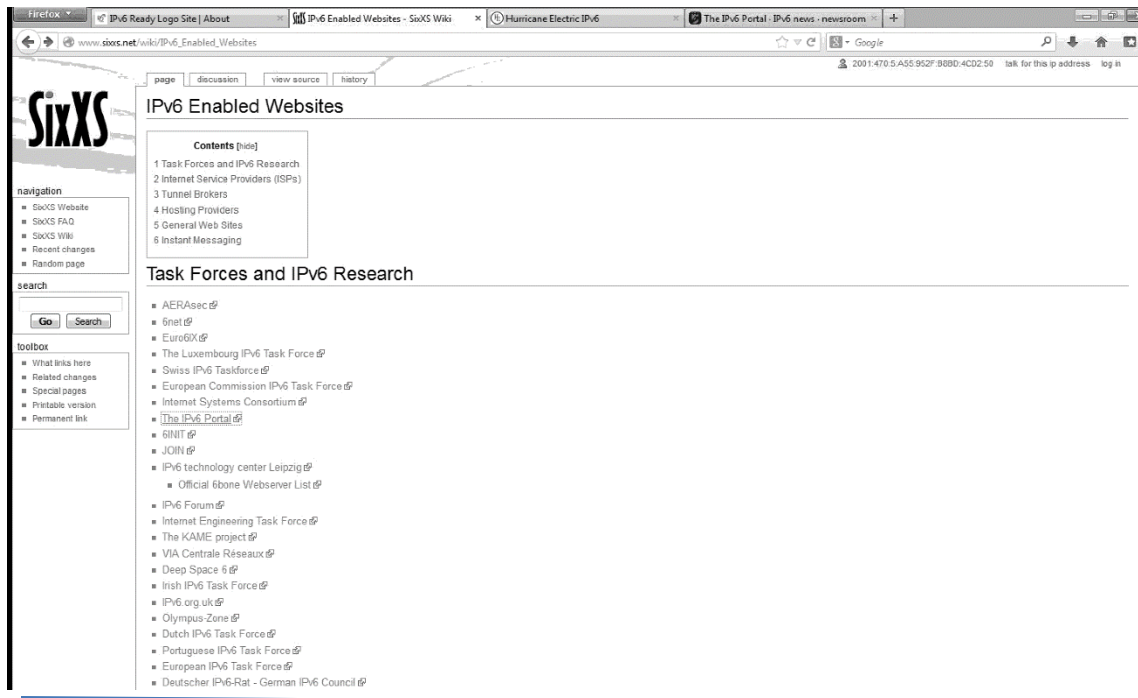 Firefox
IPv6 Ready Logo Site | About
SixXS IPv6 Enabled Websites - SixXS Wiki
Hurricane Electric IPv6
The IPv6 Portal · IPv6 news · newsroom
www.sixxs.net/wiki/IPv6_Enabled_Websites
Google
2001:470:5:A55:952F:B8BD:4CD2:50 talk for this ip address log in
page discussion view source history
SixXS
IPv6 Enabled Websites
Contents [hide]
1 Task Forces and IPv6 Research
2 Internet Service Providers (ISPs)
3 Tunnel Brokers
4 Hosting Providers
5 General Web Sites
6 Instant Messaging
navigation
SixXS Website
SixXS FAQ
SixXS Wiki
Recent changes
Random page
search
Go Search
toolbox
What links here
Related changes
Special pages
Printable version
Permanent link
Task Forces and IPv6 Research
AERAsec
6net
Euro6IX
The Luxembourg IPv6 Task Force
Swiss IPv6 Taskforce
European Commission IPv6 Task Force
Internet Systems Consortium
The IPv6 Portal
6INIT
JOIN
IPv6 technology center Leipzig
Official 6bone Webserver List
IPv6 Forum
Internet Engineering Task Force
The KAME project
VIA Centrale Réseaux
Deep Space 6
Irish IPv6 Task Force
IPv6.org.uk
Olympus-Zone
Dutch IPv6 Task Force
Portuguese IPv6 Task Force
European IPv6 Task Force
Deutscher IPv6-Rat - German IPv6 Council